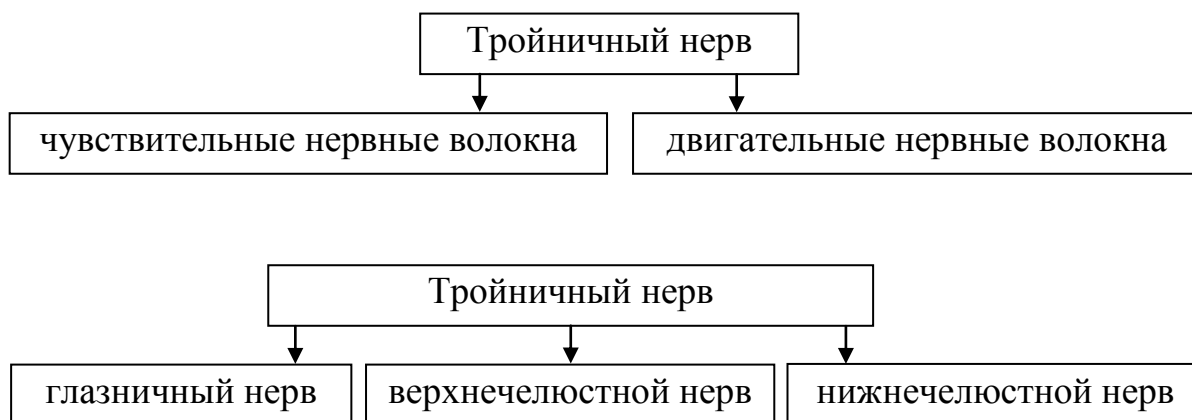 Тройничный нерв
чувствительные нервные волокна двигательные нервные волокна
Тройничный нерв
глазничный нерв верхнечелюстной нерв нижнечелюстной нерв